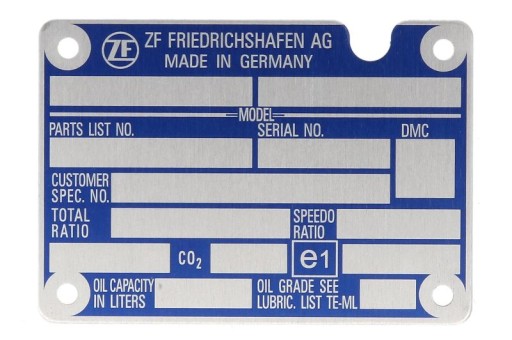 ZF ZF FRIEDRICHSHAFEN AG
MADE IN GERMANY
MODEL
PARTS LIST NO. SERIAL NO. DMC
CUSTOMER
SPEC. NO.
TOTAL
RATIO
SPEEDO
RATIO
CO₂ e1
OIL CAPACITY
IN LITERS
OIL GRADE SEE
LUBRIC. LIST TE-ML